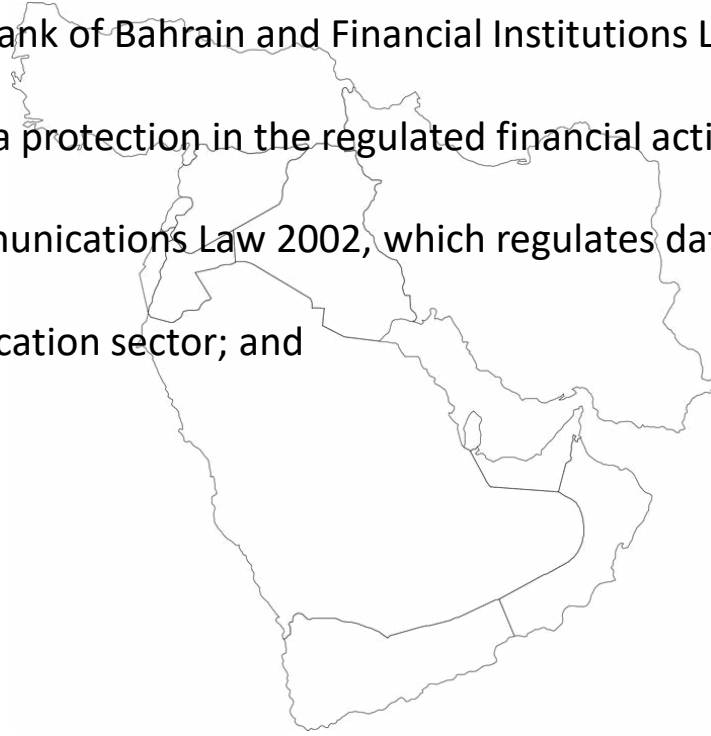 ank of Bahrain and Financial Institutions L
a protection in the regulated financial acti
nunications Law 2002, which regulates dat
cation sector; and